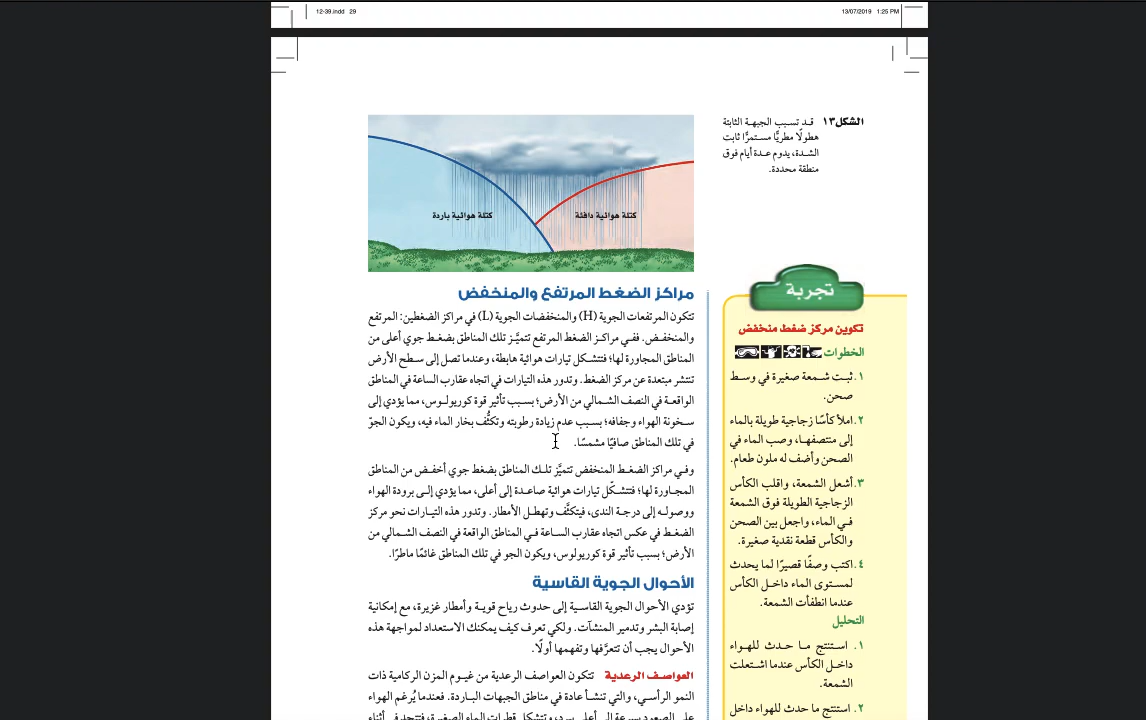 12-39.indd 29
13/07/2019 1:25 PM
الشكل١٣ قد تسبب الجبهة الثابتة
هطولًا مطريًّا مستمرًّا ثابت
الشدة، يدوم عدة أيام فوق
منطقة محددة.
كتلة هوائية باردة
كتلة هوائية دافئة
مراكز الضغط المرتفع والمنخفض
تتكون المرتفعات الجوية (H) والمنخفضات الجوية (L) في مراكز الضغطين: المرتفع
والمنخفض. ففي مراكز الضغط المرتفع تتميَّز تلك المناطق بضغط جوي أعلى من
المناطق المجاورة لها؛ فتتشكل تيارات هوائية هابطة، وعندما تصل إلى سطح الأرض
تنتشر مبتعدة عن مركز الضغط. وتدور هذه التيارات في اتجاه عقارب الساعة في المناطق
الواقعة في النصف الشمالي من الأرض؛ بسبب تأثير قوة كوريولوس، مما يؤدي إلى
سخونة الهواء وجفافه؛ بسبب عدم زيادة رطوبته وتكثُّف بخار الماء فيه، ويكون الجوّ
في تلك المناطق صافيًا مشمسًا.
وفي مراكز الضغط المنخفض تتميَّز تلك المناطق بضغط جوي أخفض من المناطق
المجاورة لها؛ فتتشكّل تيارات هوائية صاعدة إلى أعلى، مما يؤدي إلى برودة الهواء
ووصوله إلى درجة الندى، فيتكثَّف وتهطل الأمطار. وتدور هذه التيارات نحو مركز
الضغط في عكس اتجاه عقارب الساعة في المناطق الواقعة في النصف الشمالي من
الأرض؛ بسبب تأثير قوة كوريولوس، ويكون الجو في تلك المناطق غائمًا ماطرًا.
الأحوال الجوية القاسية
تؤدي الأحوال الجوية القاسية إلى حدوث رياح قوية وأمطار غزيرة، مع إمكانية
إصابة البشر وتدمير المنشآت. ولكي تعرف كيف يمكنك الاستعداد لمواجهة هذه
الأحوال يجب أن تتعرَّفها وتفهمها أولًا.
العواصف الرعدية تتكون العواصف الرعدية من غيوم المزن الركامية ذات
النمو الرأسي، والتي تنشأ عادة في مناطق الجبهات الباردة. فعندما يُرغم الهواء
على الصعود بسرعة إلى أعلى يبرد، وتتشكل قطرات الماء الصغيرة، فتتحد في أثناء
تجربة
تكوين مركز ضغط منخفض
الخطوات
١. ثبت شمعة صغيرة في وسط
صحن.
٢. املأ كأسًا زجاجية طويلة بالماء
إلى منتصفها، وصب الماء في
الصحن وأضف له ملون طعام.
٣. أشعل الشمعة، واقلب الكأس
الزجاجية الطويلة فوق الشمعة
في الماء، واجعل بين الصحن
والكأس قطعة نقدية صغيرة.
٤. اكتب وصفًا قصيرًا لما يحدث
لمستوى الماء داخل الكأس
عندما انطفأت الشمعة.
التحليل
١. استنتج ما حدث للهواء
داخل الكأس عندما اشتعلت
الشمعة.
٢. استنتج ما حدث للهواء داخل